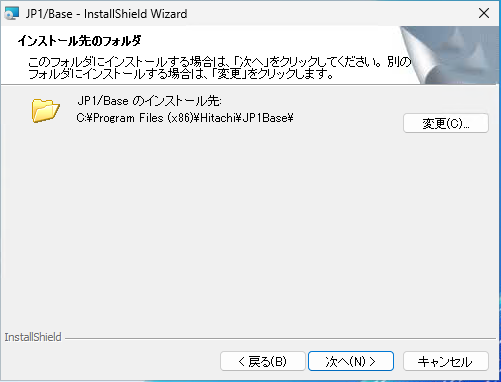 JP1/Base - InstallShield Wizard
インストール先のフォルダ
このフォルダにインストールする場合は、「次へ」をクリックしてください。別の
フォルダにインストールする場合は、「変更」をクリックします。
JP1/Base のインストール先:
C:¥Program Files (x86)¥Hitachi¥JP1Base¥
変更(C)...
InstallShield
< 戻る(B)
次へ(N) >
キャンセル